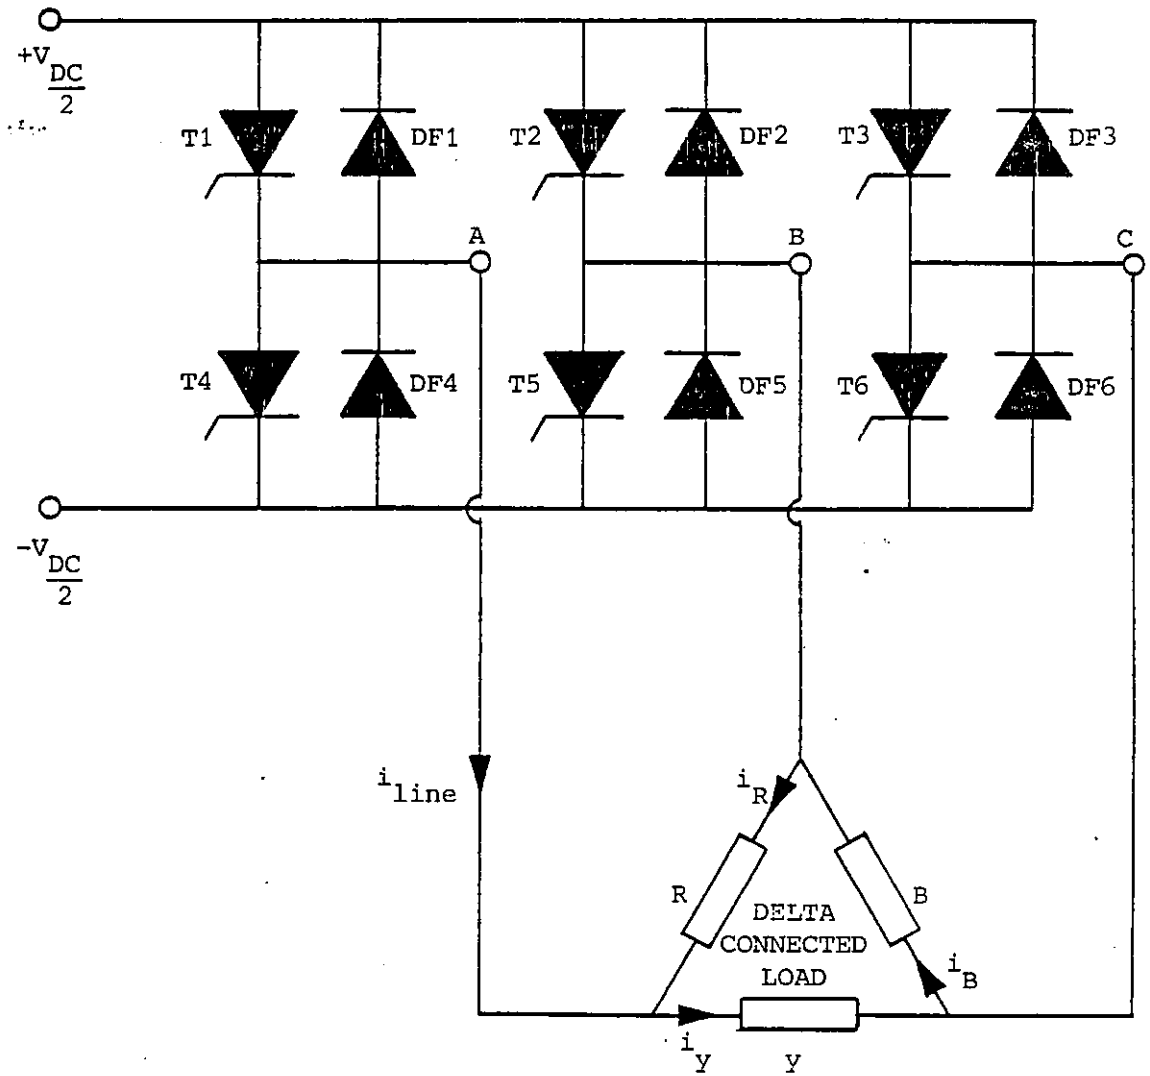 +V
DC
2
T1
DF1
T2
DF2
T3
DF3
A
B
C
T4
DF4
T5
DF5
T6
DF6
-V
DC
2
i line
i R
R
B
DELTA
CONNECTED
LOAD
i B
i y
y